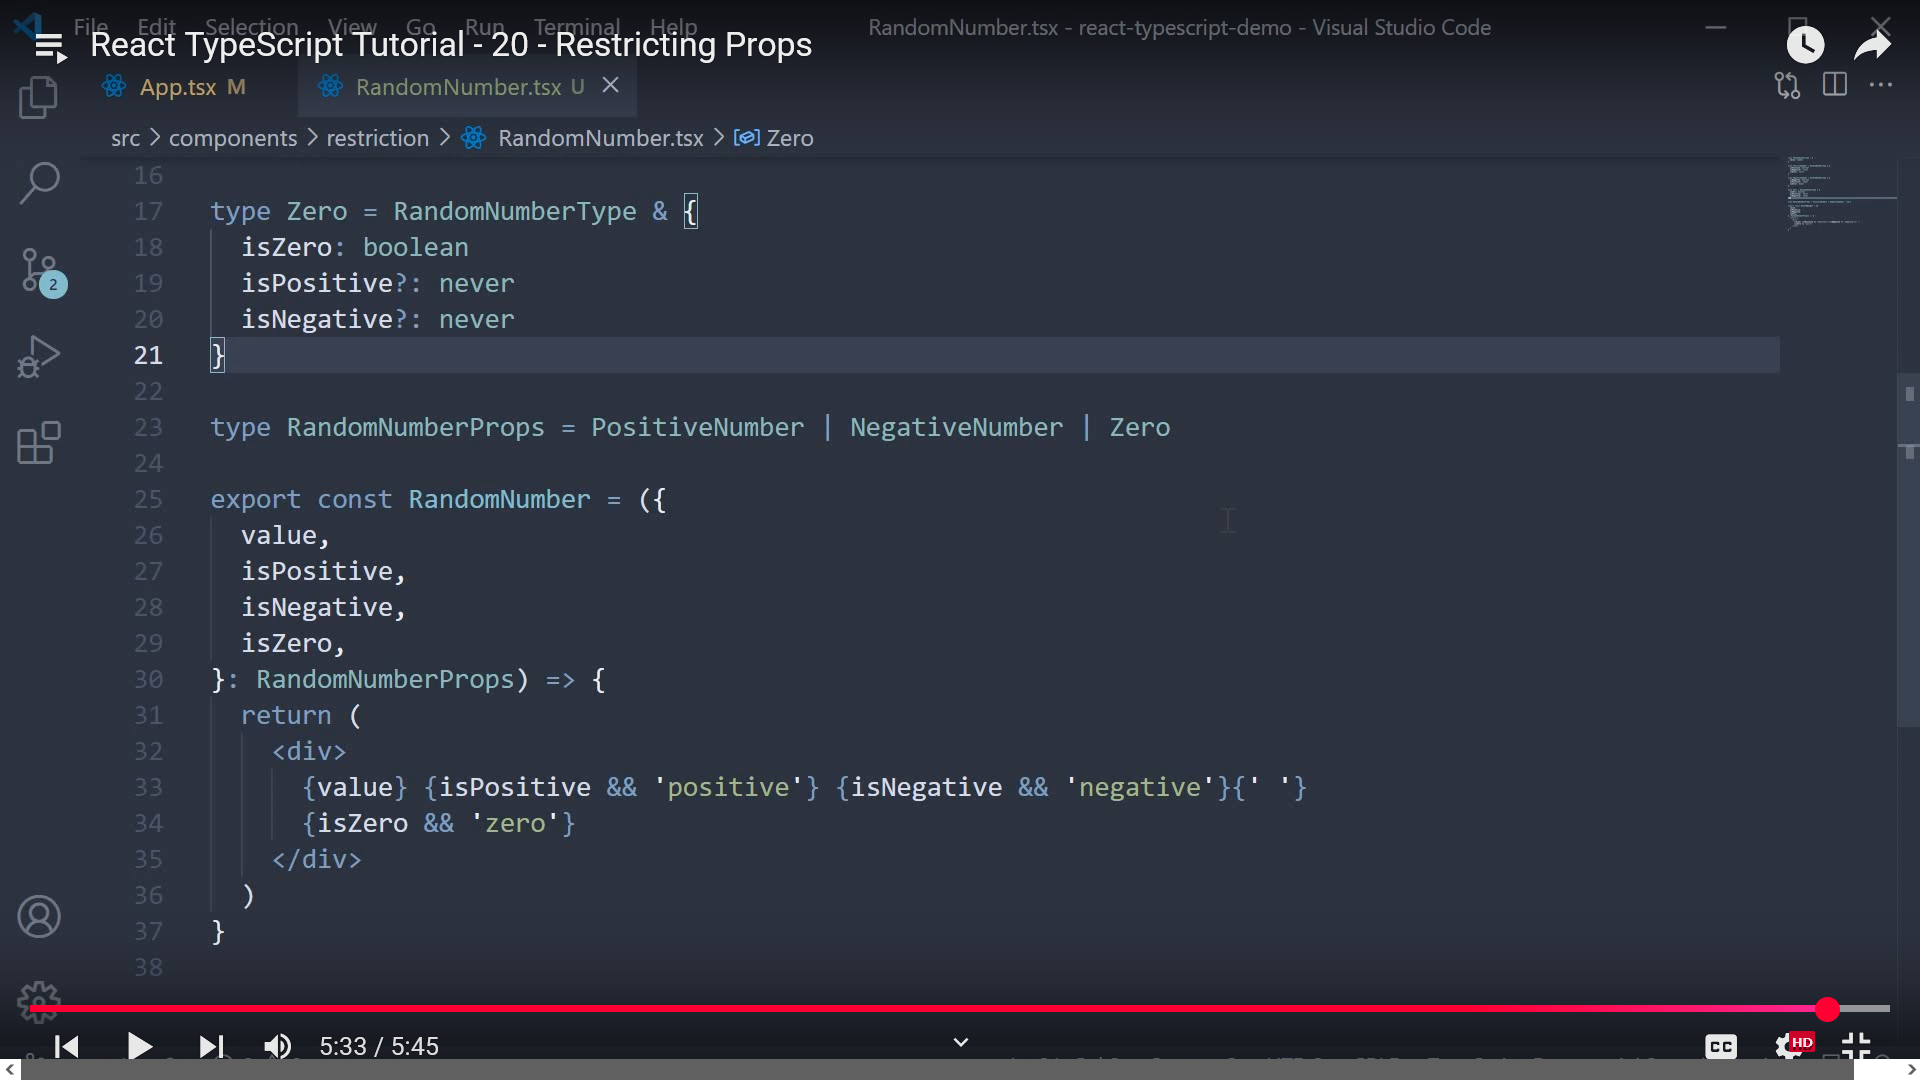 File Edit Selection View Go Run Terminal Help RandomNumber.tsx - react-typescript-demo - Visual Studio Code
React TypeScript Tutorial - 20 - Restricting Props
App.tsx M RandomNumber.tsx U
src > components > restriction > RandomNumber.tsx > Zero
16
17 type Zero = RandomNumberType & {
18 isZero: boolean
19 isPositive?: never
20 isNegative?: never
21 }
22
23 type RandomNumberProps = PositiveNumber | NegativeNumber | Zero
24
25 export const RandomNumber = ({
26 value,
27 isPositive,
28 isNegative,
29 isZero,
30 }: RandomNumberProps) => {
31 return (
32 <div>
33 {value} {isPositive && 'positive'} {isNegative && 'negative'}{' '}
34 {isZero && 'zero'}
35 </div>
36 )
37 }
38
2
5:33 / 5:45
CC HD